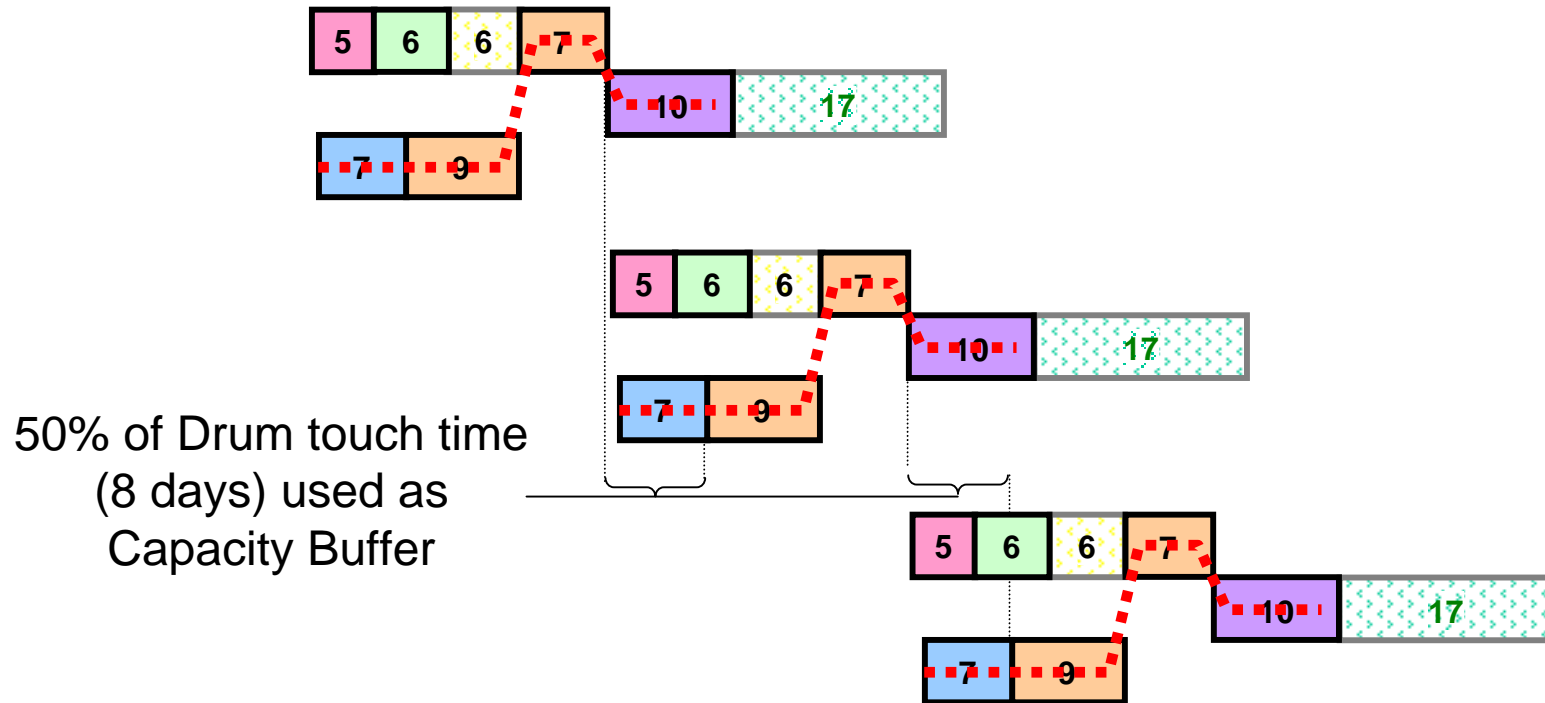 5 6 6 7
10 17
7 9
5 6 6 7
10 17
7 9
50% of Drum touch time
(8 days) used as
Capacity Buffer
5 6 6 7
10 17
7 9